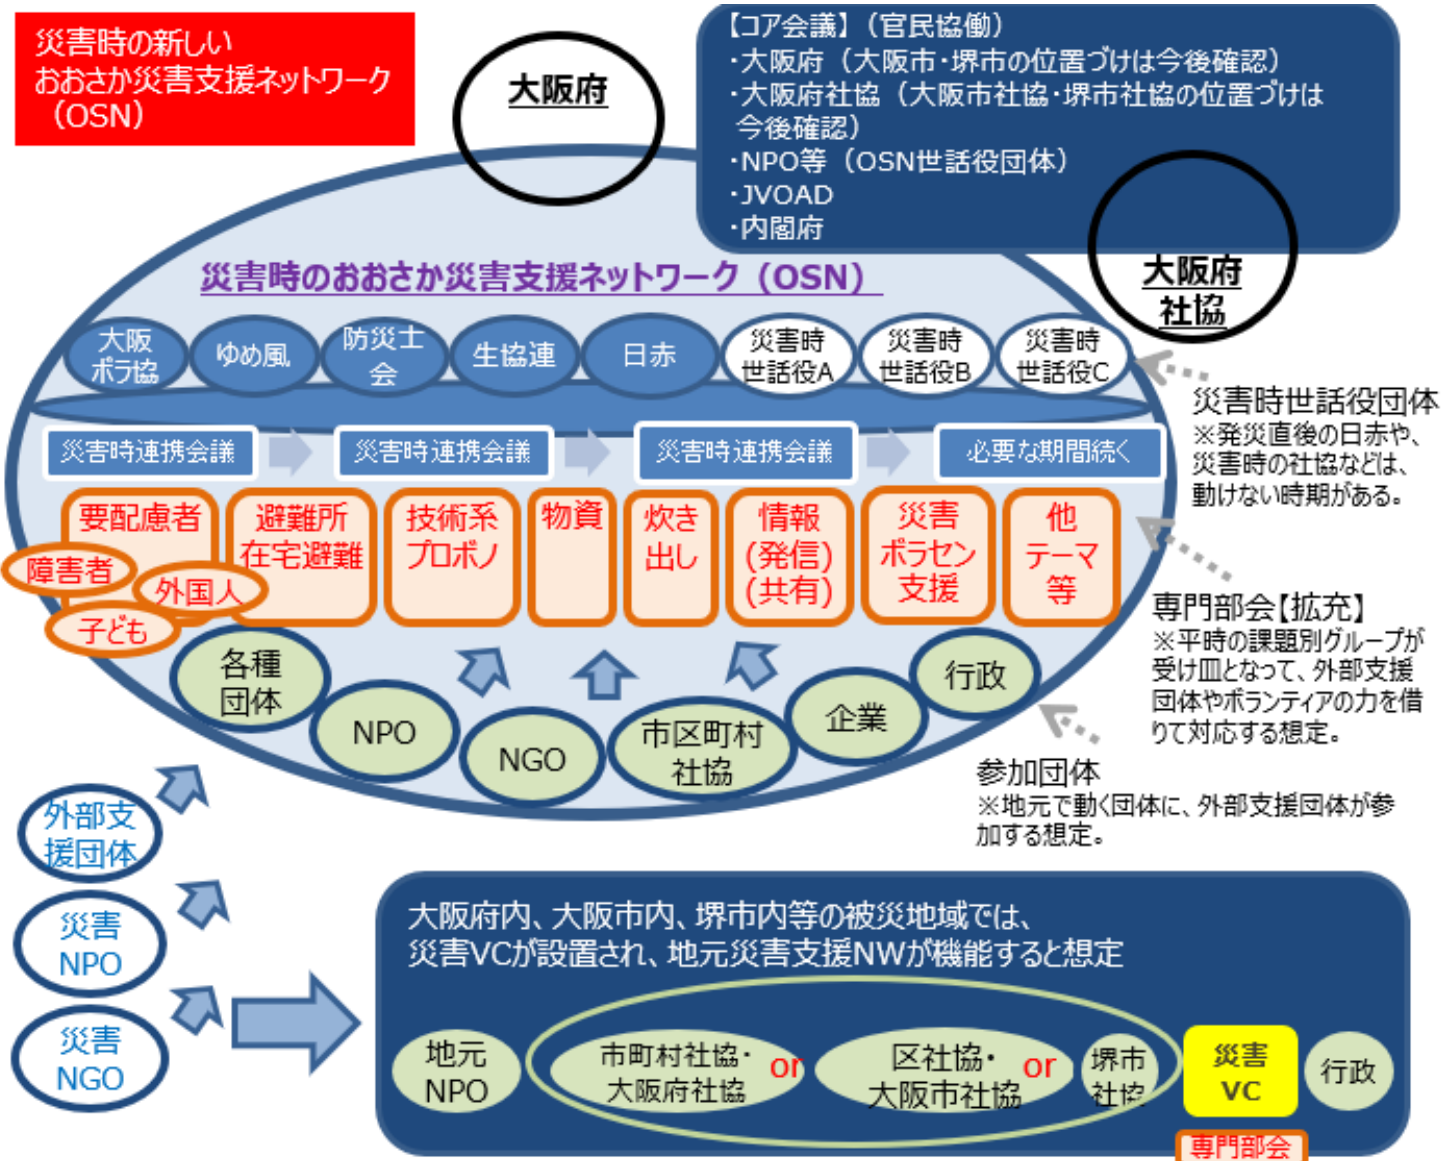 災害時の新しい
おおさか災害支援ネットワーク
（OSN）
大阪府
【コア会議】（官民協働）
・大阪府（大阪市・堺市の位置づけは今後確認）
・大阪府社協（大阪市社協・堺市社協の位置づけは
今後確認）
・NPO等（OSN世話役団体）
・JVOAD
・内閣府
大阪府
社協
災害時のおおさか災害支援ネットワーク（OSN）
大阪
ボラ協
ゆめ風
防災士
会
生協連
日赤
災害時
世話役A
災害時
世話役B
災害時
世話役C
災害時世話役団体
※発災直後の日赤や、
災害時の社協などは、
動けない時期がある。
災害時連携会議
災害時連携会議
災害時連携会議
必要な期間続く
要配慮者
障害者
外国人
子ども
避難所
在宅避難
技術系
プロボノ
物資
炊き
出し
情報
(発信)
(共有)
災害
ボラセン
支援
他
テーマ
等
専門部会【拡充】
※平時の課題別グループが
受け皿となって、外部支援
団体やボランティアの力を借
りて対応する想定。
各種
団体
NPO
NGO
市区町村
社協
企業
行政
参加団体
※地元で動く団体に、外部支援団体が参
加する想定。
外部支
援団体
災害
NPO
災害
NGO
大阪府内、大阪市内、堺市内等の被災地域では、
災害VCが設置され、地元災害支援NWが機能すると想定
地元
NPO
市町村社協・
大阪府社協
or
区社協・
大阪市社協
or
堺市
社協
災害
VC
行政
専門部会